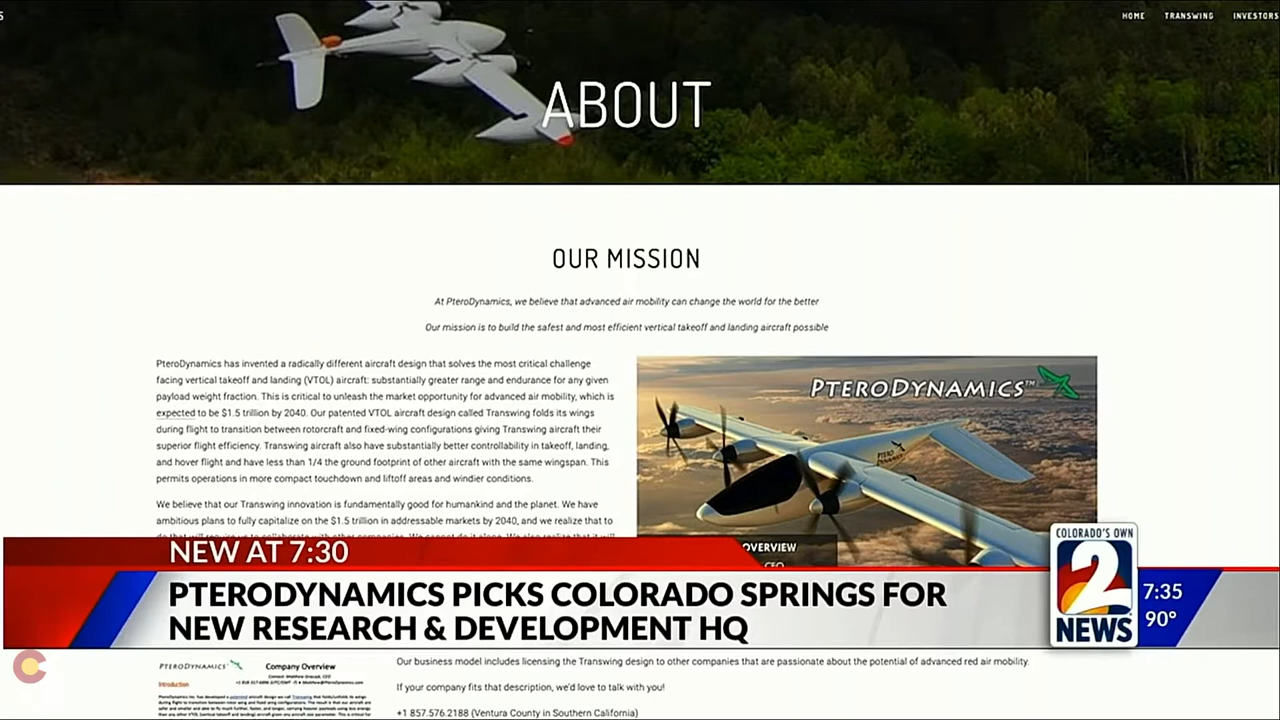 S
HOME TRANSWING INVESTORS
ABOUT
OUR MISSION
At PteroDynamics, we believe that advanced air mobility can change the world for the better
Our mission is to build the safest and most efficient vertical takeoff and landing aircraft possible
PteroDynamics has invented a radically different aircraft design that solves the most critical challenge
facing vertical takeoff and landing (VTOL) aircraft: substantially greater range and endurance for any given
payload weight fraction. This is critical to unleash the market opportunity for advanced air mobility, which is
expected to be $1.5 trillion by 2040. Our patented VTOL aircraft design called Transwing folds its wings
during flight to transition between rotorcraft and fixed-wing configurations giving Transwing aircraft their
superior flight efficiency. Transwing aircraft also have substantially better controllability in takeoff, landing,
and hover flight and have less than 1/4 the ground footprint of other aircraft with the same wingspan. This
permits operations in more compact touchdown and liftoff areas and windier conditions.
We believe that our Transwing innovation is fundamentally good for humankind and the planet. We have
ambitious plans to fully capitalize on the $1.5 trillion in addressable markets by 2040, and we realize that to
PTERODYNAMICS™
PTERO
DYNAMICS
OVERVIEW
CEO
NEW AT 7:30
PTERODYNAMICS PICKS COLORADO SPRINGS FOR
NEW RESEARCH & DEVELOPMENT HQ
COLORADO'S OWN
2
NEWS
7:35
90°
PTERODYNAMICS
Company Overview
Introduction
Our business model includes licensing the Transwing design to other companies that are passionate about the potential of advanced red air mobility.
If your company fits that description, we'd love to talk with you!
+1 857.576.2188 (Ventura County in Southern California)